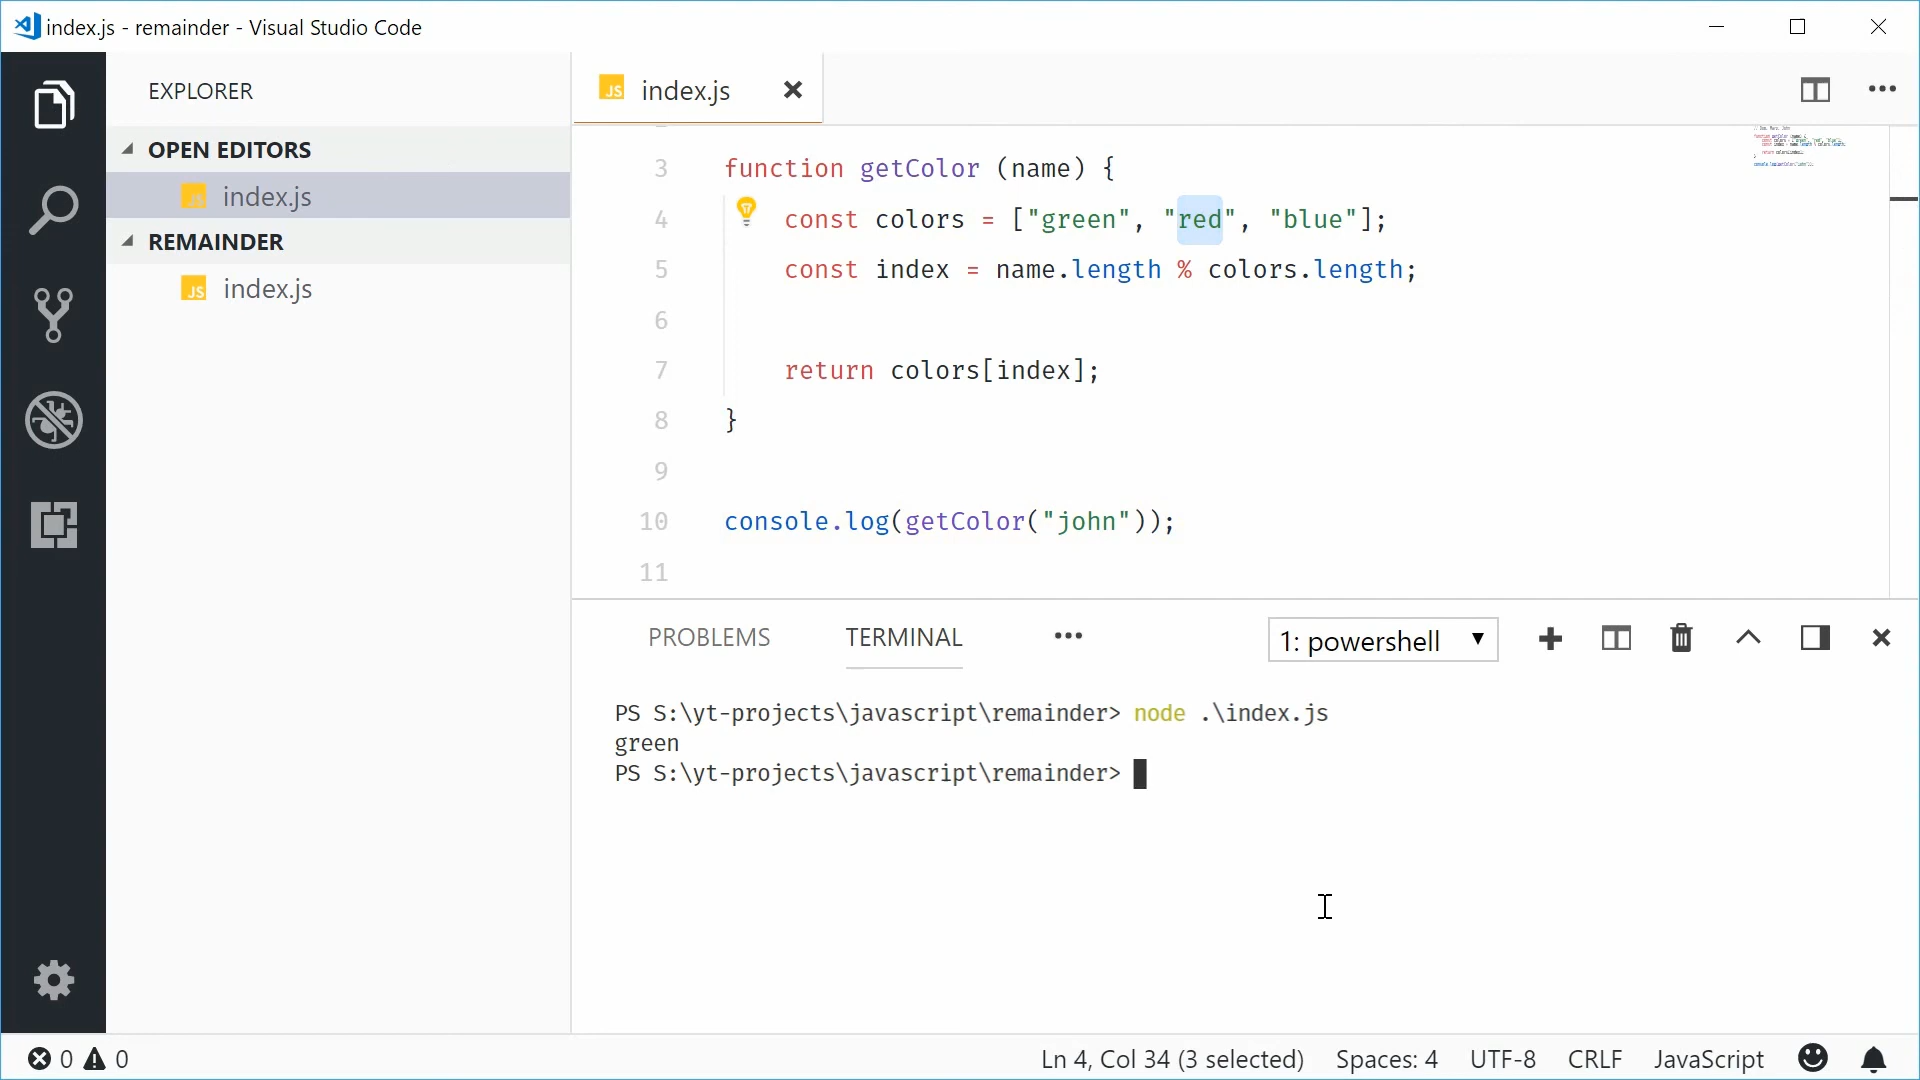 index.js - remainder - Visual Studio Code
EXPLORER
OPEN EDITORS
JS index.js
REMAINDER
JS index.js
JS index.js
3 function getColor (name) {
4 const colors = ["green", "red", "blue"];
5 const index = name.length % colors.length;
6
7 return colors[index];
8 }
9
10 console.log(getColor("john"));
11
PROBLEMS TERMINAL 1: powershell
PS S:\yt-projects\javascript\remainder> node .\index.js
green
PS S:\yt-projects\javascript\remainder>
0 0 Ln 4, Col 34 (3 selected) Spaces: 4 UTF-8 CRLF JavaScript